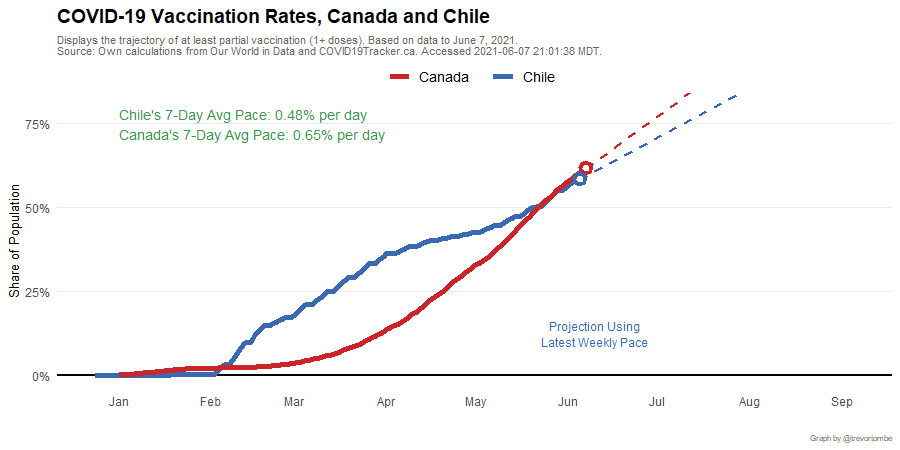 COVID-19 Vaccination Rates, Canada and Chile
Displays the trajectory of at least partial vaccination (1+ doses). Based on data to June 7, 2021.
Source: Own calculations from Our World in Data and COVID19Tracker.ca. Accessed 2021-06-07 21:01:38 MDT.
Canada Chile
Chile's 7-Day Avg Pace: 0.48% per day
Canada's 7-Day Avg Pace: 0.65% per day
75%
50%
25%
0%
Share of Population
Projection Using
Latest Weekly Pace
Jan Feb Mar Apr May Jun Jul Aug Sep
Graph by @trevortombe